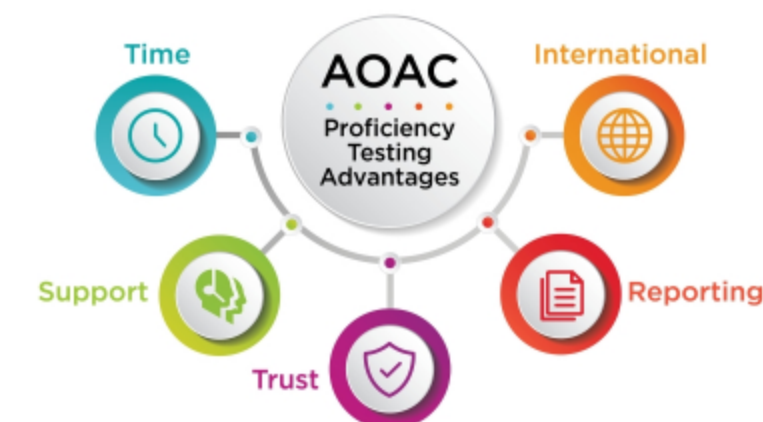 AOAC
Proficiency
Testing
Advantages
Time
International
Support
Reporting
Trust